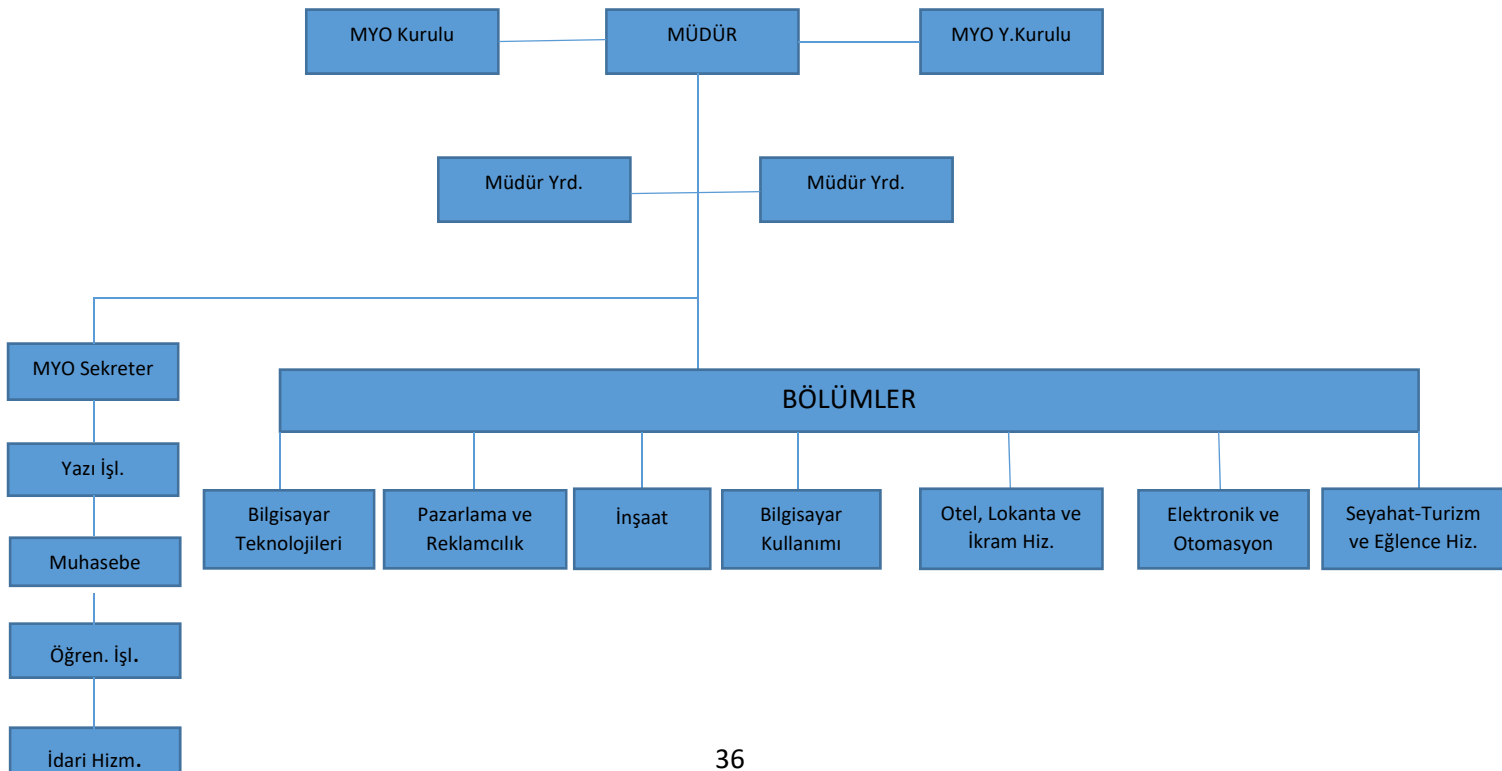 MYO Kurulu
MÜDÜR
MYO Y.Kurulu
Müdür Yrd.
Müdür Yrd.
MYO Sekreter
Yazı İşl.
Muhasebe
Öğren. İşl.
İdari Hizm.
BÖLÜMLER
Bilgisayar
Teknolojileri
Pazarlama ve
Reklamcılık
İnşaat
Bilgisayar
Kullanımı
Otel, Lokanta ve
İkram Hiz.
Elektronik ve
Otomasyon
Seyahat-Turizm
ve Eğlence Hiz.
36